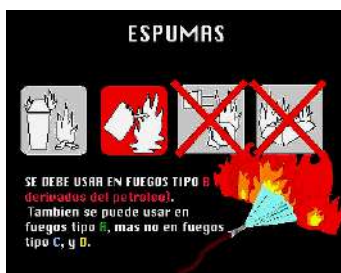 ESPUMAS
SE DEBE USAR EN FUEGOS TIPO B
derivados del petroleo).
Tambien se puede usar en
fuegos tipo A, mas no en fuegos
tipo C, y D.